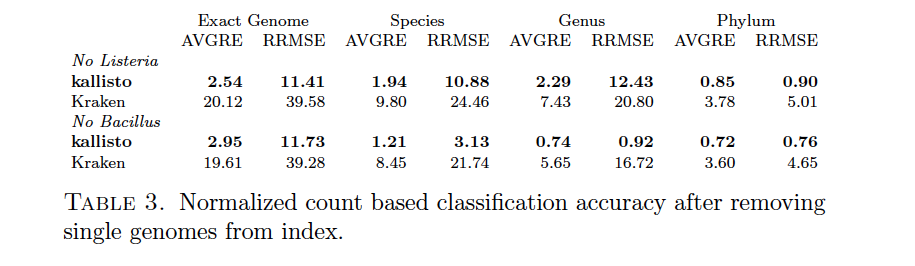 Exact Genome Species Genus Phylum
AVGRE RRMSE AVGRE RRMSE AVGRE RRMSE AVGRE RRMSE
No Listeria
kallisto 2.54 11.41 1.94 10.88 2.29 12.43 0.85 0.90
Kraken 20.12 39.58 9.80 24.46 7.43 20.80 3.78 5.01
No Bacillus
kallisto 2.95 11.73 1.21 3.13 0.74 0.92 0.72 0.76
Kraken 19.61 39.28 8.45 21.74 5.65 16.72 3.60 4.65
TABLE 3. Normalized count based classification accuracy after removing
single genomes from index.